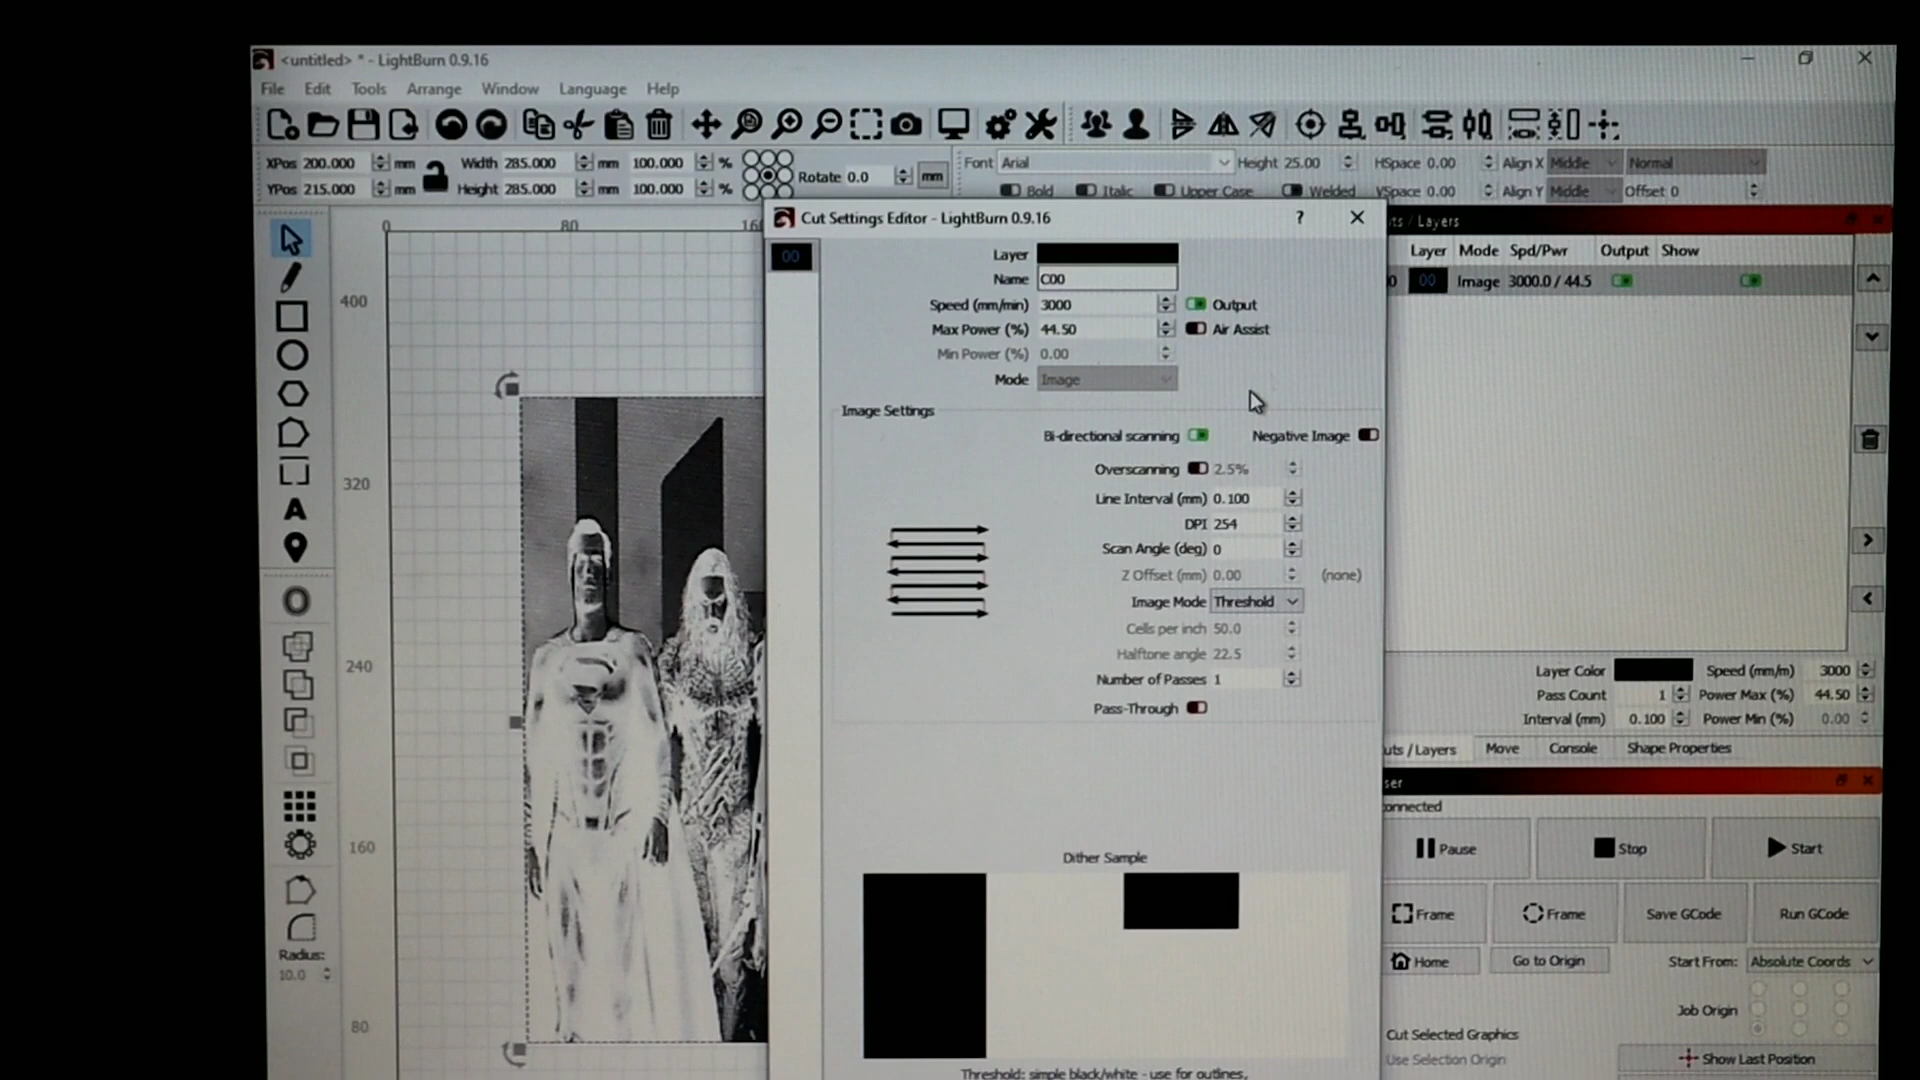 <untitled> * - LightBurn 0.9.16
File Edit Tools Arrange Window Language Help
XPos 200.000 mm Width 285.000 mm 100.000 % Rotate 0.0 mm Font Arial Height 25.00 HSpace 0.00 Align X Middle Normal
YPos 215.000 mm Height 285.000 mm 100.000 % Bold Italic Upper Case Welded VSpace 0.00 Align Y Middle Offset 0
0 80 160
400
320
240
160
80
Radius:
10.0
Cut Settings Editor - LightBurn 0.9.16 ?
00
Layer
Name C00
Speed (mm/min) 3000 Output
Max Power (%) 44.50 Air Assist
Min Power (%) 0.00
Mode Image
Image Settings
Bi-directional scanning Negative Image
Overscanning 2.5%
Line Interval (mm) 0.100
DPI 254
Scan Angle (deg) 0
Z Offset (mm) 0.00 (none)
Image Mode Threshold
Cells per inch 50.0
Halftone angle 22.5
Number of Passes 1
Pass-Through
Dither Sample
Threshold: simple black/white - use for outlines,
ts / Layers
Layer Mode Spd/Pwr Output Show
0 00 Image 3000.0 / 44.5
Layer Color Speed (mm/m) 3000
Pass Count 1 Power Max (%) 44.50
Interval (mm) 0.100 Power Min (%) 0.00
uts / Layers Move Console Shape Properties
ser
onnected
Pause Stop Start
Frame Frame Save GCode Run GCode
Home Go to Origin Start From: Absolute Coords
Job Origin
Cut Selected Graphics
Use Selection Origin Show Last Position